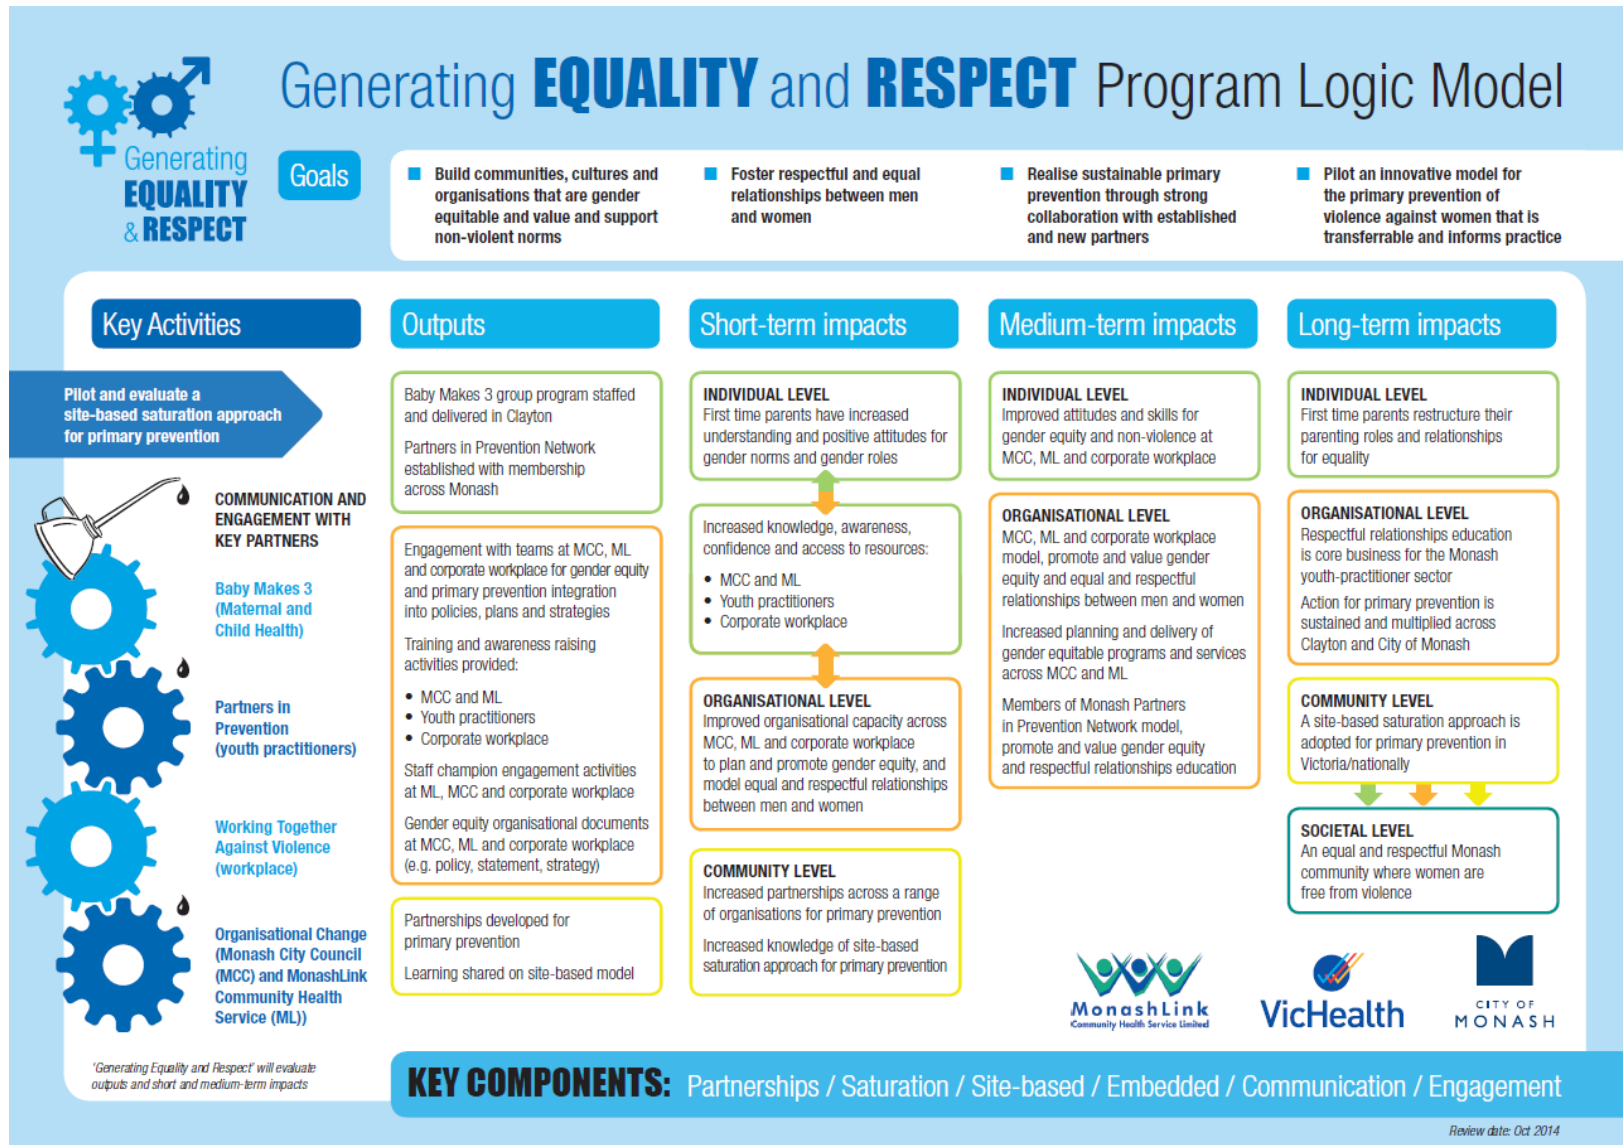 Generating EQUALITY and RESPECT Program Logic Model
Generating
EQUALITY
& RESPECT
Goals
Build communities, cultures and
organisations that are gender
equitable and value and support
non-violent norms
Foster respectful and equal
relationships between men
and women
Realise sustainable primary
prevention through strong
collaboration with established
and new partners
Pilot an innovative model for
the primary prevention of
violence against women that is
transferrable and informs practice
Key Activities
Pilot and evaluate a
site-based saturation approach
for primary prevention
COMMUNICATION AND
ENGAGEMENT WITH
KEY PARTNERS
Baby Makes 3
(Maternal and
Child Health)
Partners in
Prevention
(youth practitioners)
Working Together
Against Violence
(workplace)
Organisational Change
(Monash City Council
(MCC) and MonashLink
Community Health
Service (ML))
'Generating Equality and Respect' will evaluate
outputs and short and medium-term impacts
Outputs
Baby Makes 3 group program staffed
and delivered in Clayton
Partners in Prevention Network
established with membership
across Monash
Engagement with teams at MCC, ML
and corporate workplace for gender equity
and primary prevention integration
into policies, plans and strategies
Training and awareness raising
activities provided:
• MCC and ML
• Youth practitioners
• Corporate workplace
Staff champion engagement activities
at ML, MCC and corporate workplace
Gender equity organisational documents
at MCC, ML and corporate workplace
(e.g. policy, statement, strategy)
Partnerships developed for
primary prevention
Learning shared on site-based model
Short-term impacts
INDIVIDUAL LEVEL
First time parents have increased
understanding and positive attitudes for
gender norms and gender roles
Increased knowledge, awareness,
confidence and access to resources:
• MCC and ML
• Youth practitioners
• Corporate workplace
ORGANISATIONAL LEVEL
Improved organisational capacity across
MCC, ML and corporate workplace
to plan and promote gender equity, and
model equal and respectful relationships
between men and women
COMMUNITY LEVEL
Increased partnerships across a range
of organisations for primary prevention
Increased knowledge of site-based
saturation approach for primary prevention
Medium-term impacts
INDIVIDUAL LEVEL
Improved attitudes and skills for
gender equity and non-violence at
MCC, ML and corporate workplace
ORGANISATIONAL LEVEL
MCC, ML and corporate workplace
model, promote and value gender
equity and equal and respectful
relationships between men and women
Increased planning and delivery of
gender equitable programs and services
across MCC and ML
Members of Monash Partners
in Prevention Network model,
promote and value gender equity
and respectful relationships education
Long-term impacts
INDIVIDUAL LEVEL
First time parents restructure their
parenting roles and relationships
for equality
ORGANISATIONAL LEVEL
Respectful relationships education
is core business for the Monash
youth-practitioner sector
Action for primary prevention is
sustained and multiplied across
Clayton and City of Monash
COMMUNITY LEVEL
A site-based saturation approach is
adopted for primary prevention in
Victoria/nationally
SOCIETAL LEVEL
An equal and respectful Monash
community where women are
free from violence
MonashLink
Community Health Service Limited
VicHealth
CITY OF
MONASH
KEY COMPONENTS: Partnerships / Saturation / Site-based / Embedded / Communication / Engagement
Review date: Oct 2014